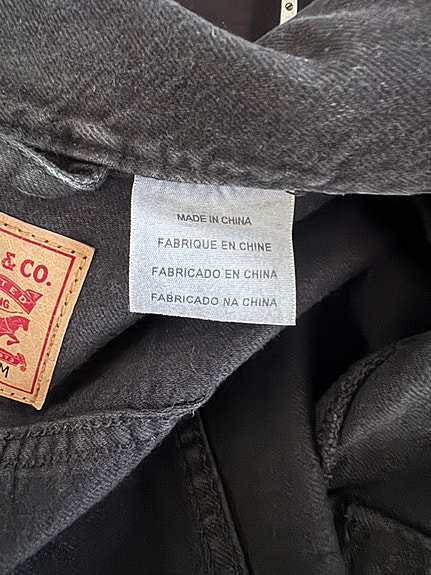 MADE IN CHINA
FABRIQUE EN CHINE
FABRICADO EN CHINA
FABRICADO NA CHINA
& CO.
M